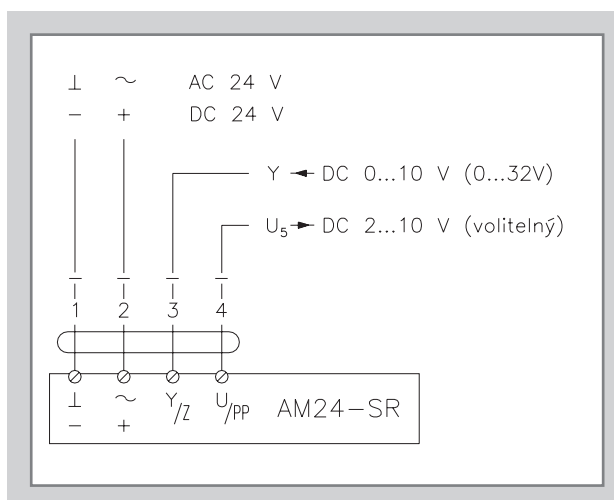 ⊥ ~ AC 24 V
− + DC 24 V
Y DC 0...10 V (0...32V)
U₅ DC 2...10 V (volitelný)
1 2 3 4
⊥ ~ Y/Z U/PP AM24−SR
− +